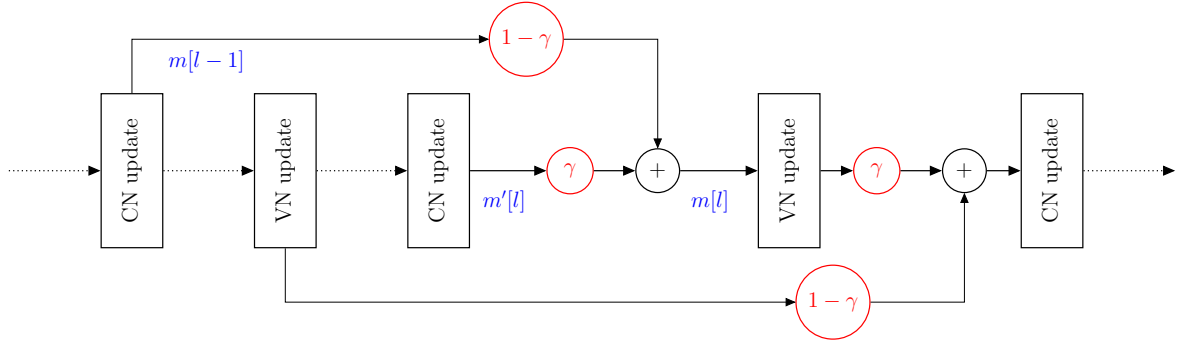 1 − γ
m[l − 1]
CN update
VN update
CN update
m′[l]
γ
+
m[l]
VN update
γ
+
CN update
1 − γ